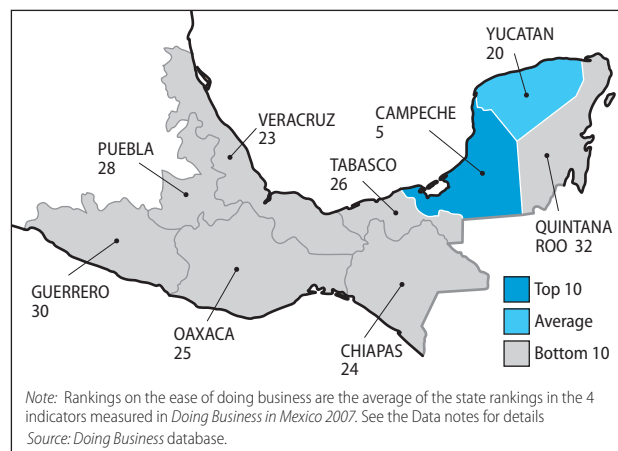 YUCATAN
20
CAMPECHE
5
VERACRUZ
23
PUEBLA
28
TABASCO
26
QUINTANA
ROO 32
GUERRERO
30
OAXACA
25
CHIAPAS
24
Top 10
Average
Bottom 10
Note: Rankings on the ease of doing business are the average of the state rankings in the 4
indicators measured in Doing Business in Mexico 2007. See the Data notes for details
Source: Doing Business database.